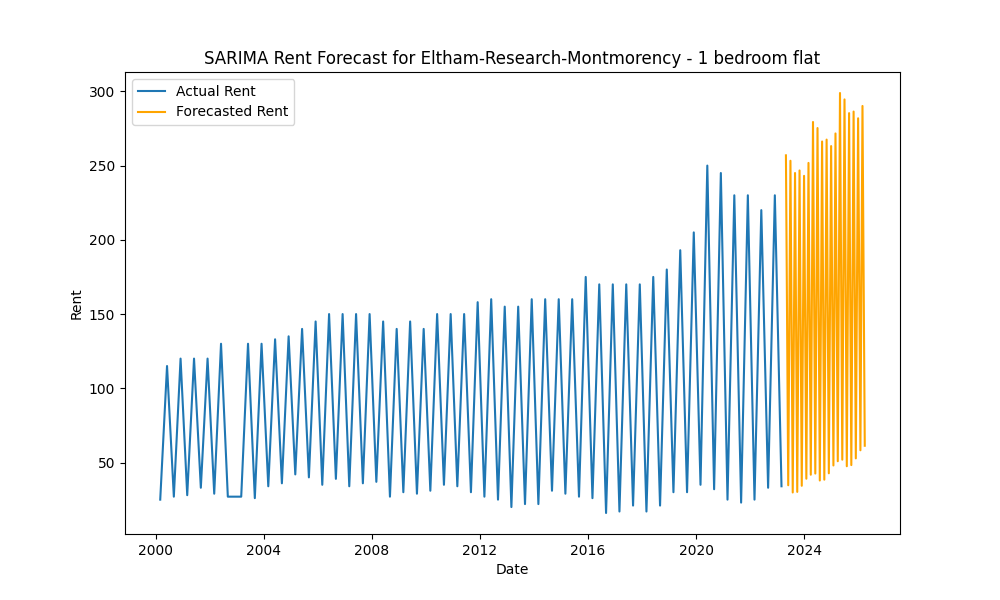 SARIMA Rent Forecast for Eltham-Research-Montmorency - 1 bedroom flat
Actual Rent
Forecasted Rent
300
250
200
150
100
50
Rent
2000 2004 2008 2012 2016 2020 2024
Date